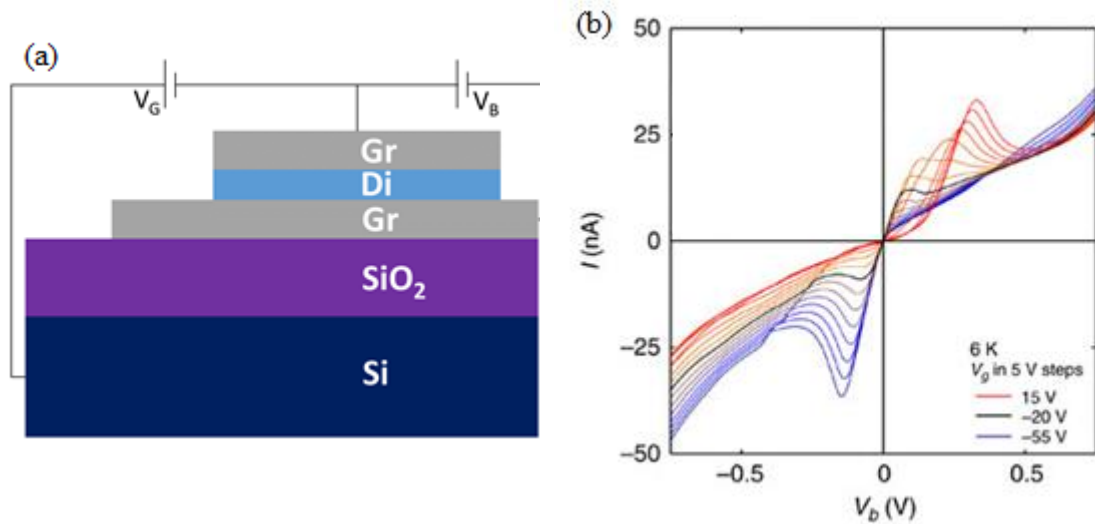 (a)
V_G
V_B
Gr
Di
Gr
SiO₂
Si
(b)
50
25
0
−25
−50
I (nA)
−0.5
0
0.5
V_b (V)
6 K
V_g in 5 V steps
15 V
−20 V
−55 V